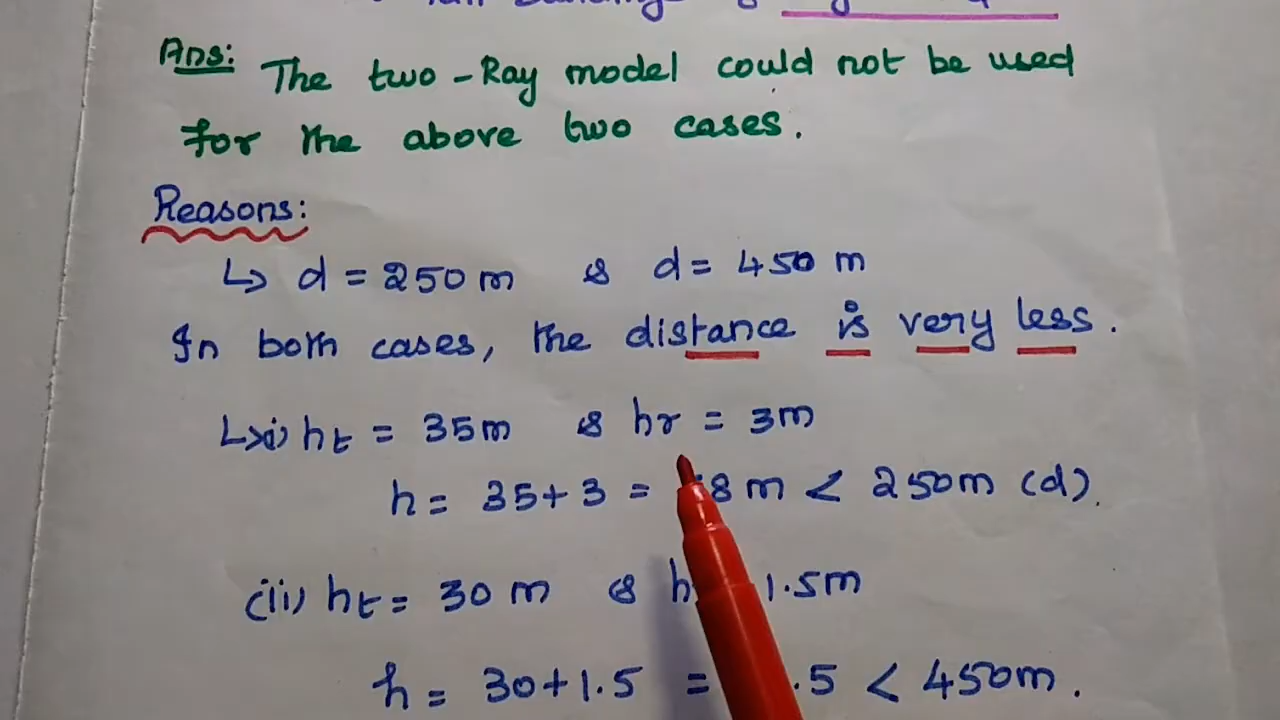 Ans: The two-Ray model could not be used
for the above two cases.
Reasons:
↳ d = 250 m & d = 450 m
In both cases, the distance is very less.
↳ (i) ht = 35m & hr = 3m
h = 35+3 = 8 m < 250m (d).
(ii) ht = 30 m & h 1.5m
h = 30+1.5 = .5 < 450m.